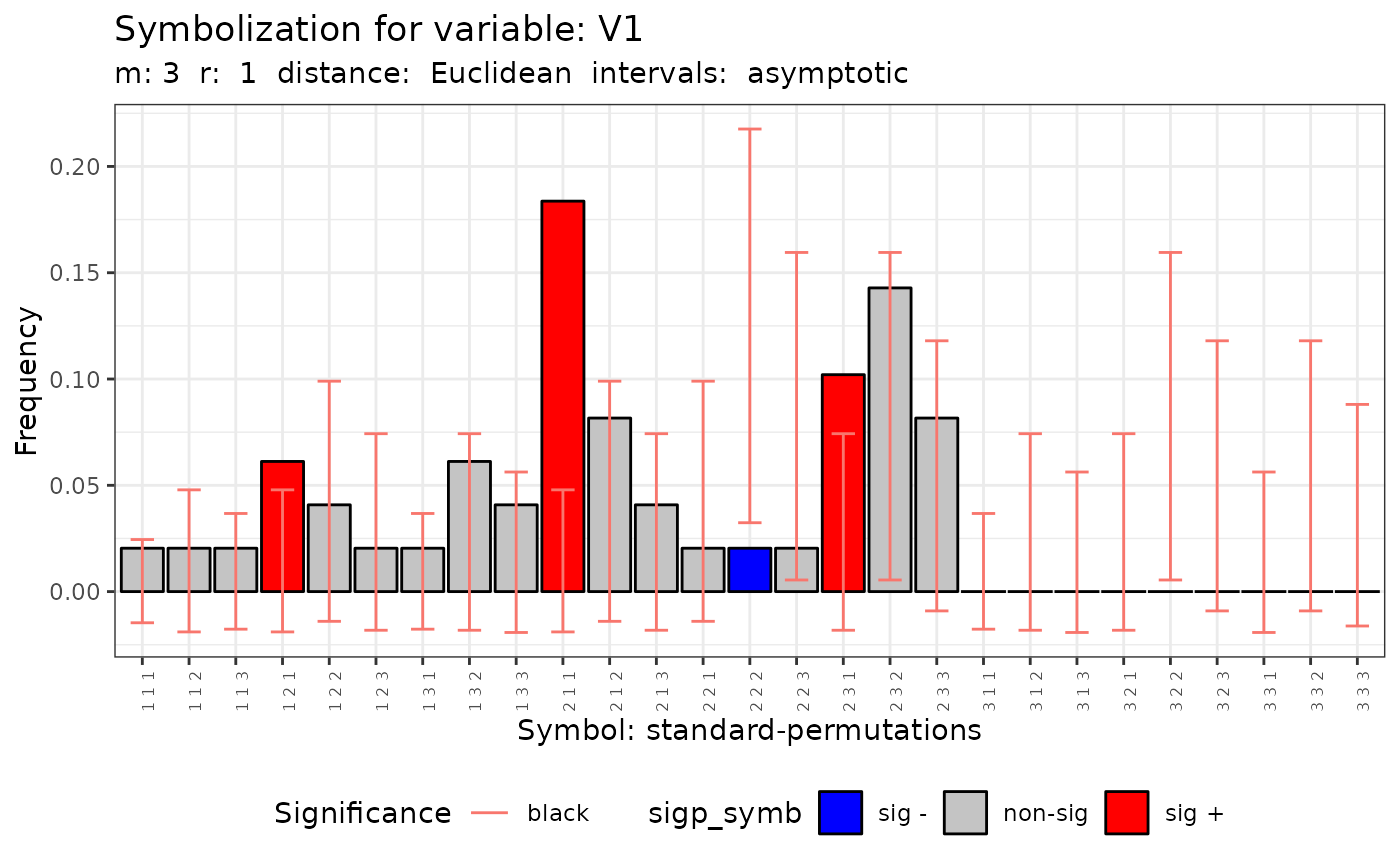 Symbolization for variable: V1
m: 3 r: 1 distance: Euclidean intervals: asymptotic
Frequency
0.20
0.15
0.10
0.05
0.00
1 1 1
1 1 2
1 1 3
1 2 1
1 2 2
1 2 3
1 3 1
1 3 2
1 3 3
2 1 1
2 1 2
2 1 3
2 2 1
2 2 2
2 2 3
2 3 1
2 3 2
2 3 3
3 1 1
3 1 2
3 1 3
3 2 1
3 2 2
3 2 3
3 3 1
3 3 2
3 3 3
Symbol: standard-permutations
Significance black sigp_symb sig - non-sig sig +